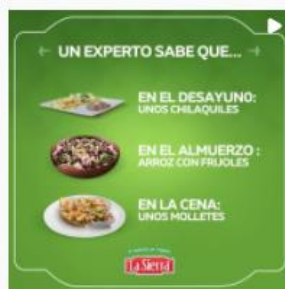 UN EXPERTO SABE QUE...
EN EL DESAYUNO:
UNOS CHILAQUILES
EN EL ALMUERZO :
ARROZ CON FRIJOLES
EN LA CENA:
UNOS MOLLETES
La Sierra